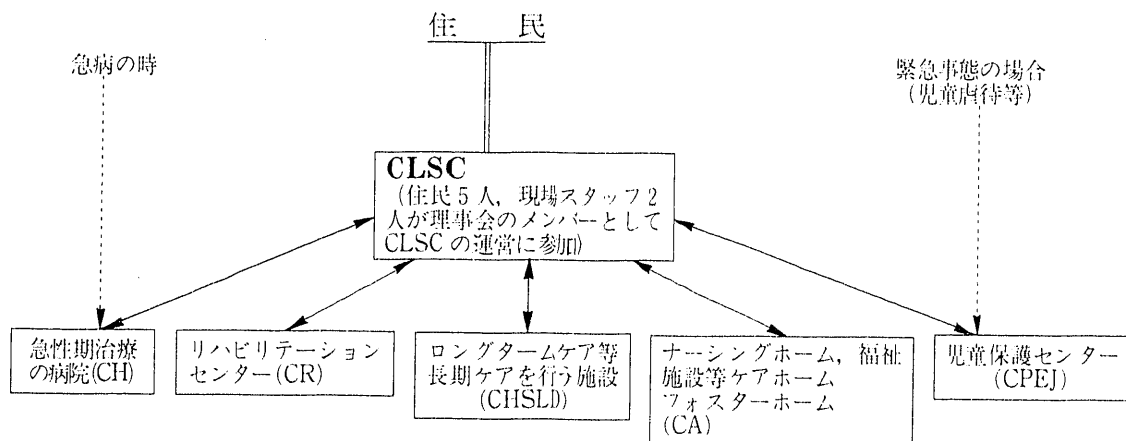 住　民
急病の時
緊急事態の場合
(児童虐待等)
CLSC
(住民5人，現場スタッフ2
人が理事会のメンバーとして
CLSCの運営に参加)
急性期治療
の病院(CH)
リハビリテーション
センター(CR)
ロングタームケア等
長期ケアを行う施設
(CHSLD)
ナーシングホーム，福祉
施設等ケアホーム
フォスターホーム
(CA)
児童保護センター
(CPEJ)